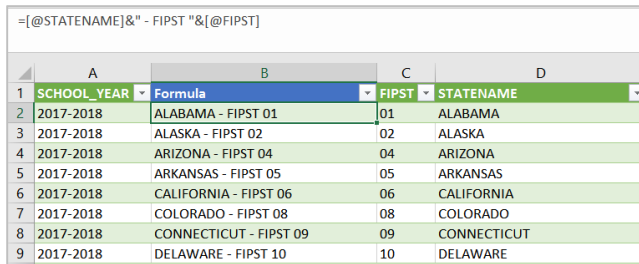 =[@STATENAME]&" - FIPST "&[@FIPST]
A B C D
1 SCHOOL_YEAR Formula FIPST STATENAME
2 2017-2018 ALABAMA - FIPST 01 01 ALABAMA
3 2017-2018 ALASKA - FIPST 02 02 ALASKA
4 2017-2018 ARIZONA - FIPST 04 04 ARIZONA
5 2017-2018 ARKANSAS - FIPST 05 05 ARKANSAS
6 2017-2018 CALIFORNIA - FIPST 06 06 CALIFORNIA
7 2017-2018 COLORADO - FIPST 08 08 COLORADO
8 2017-2018 CONNECTICUT - FIPST 09 09 CONNECTICUT
9 2017-2018 DELAWARE - FIPST 10 10 DELAWARE